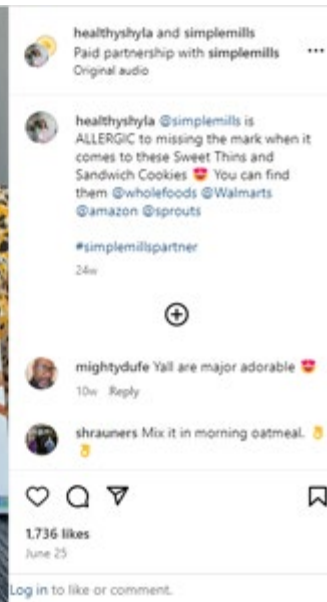 healthyshyla and simplemills
Paid partnership with simplemills
Original audio
healthyshyla @simplemills is
ALLERGIC to missing the mark when it
comes to these Sweet Thins and
Sandwich Cookies 😍 You can find
them @wholefoods @Walmarts
@amazon @sprouts
#simplemillspartner
24w
mightydufe Yall are major adorable 😍
10w Reply
shrauners Mix it in morning oatmeal. 👌
👌
1,736 likes
June 25
Log in to like or comment.